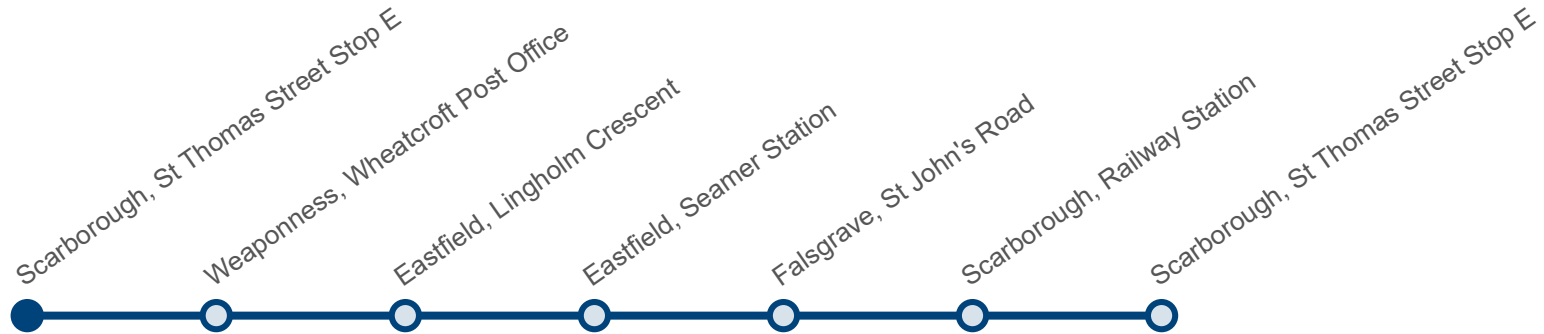 Scarborough, St Thomas Street Stop E
Weaponness, Wheatcroft Post Office
Eastfield, Lingholm Crescent
Eastfield, Seamer Station
Falsgrave, St John's Road
Scarborough, Railway Station
Scarborough, St Thomas Street Stop E